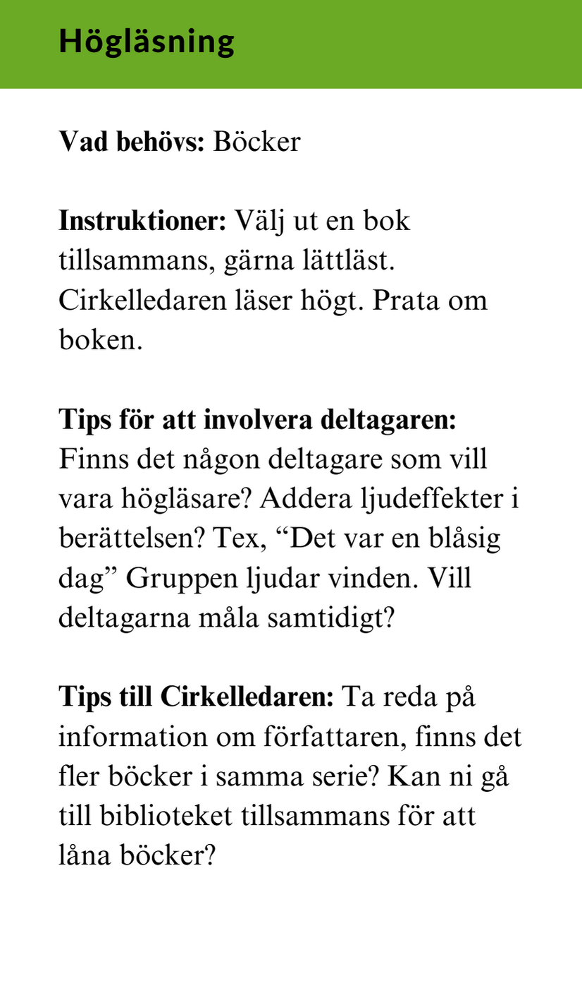 Högläsning
Vad behövs: Böcker
Instruktioner: Välj ut en bok
tillsammans, gärna lättläst.
Cirkelledaren läser högt. Prata om
boken.
Tips för att involvera deltagaren:
Finns det någon deltagare som vill
vara högläsare? Addera ljudeffekter i
berättelsen? Tex, “Det var en blåsig
dag” Gruppen ljudar vinden. Vill
deltagarna måla samtidigt?
Tips till Cirkelledaren: Ta reda på
information om författaren, finns det
fler böcker i samma serie? Kan ni gå
till biblioteket tillsammans för att
låna böcker?